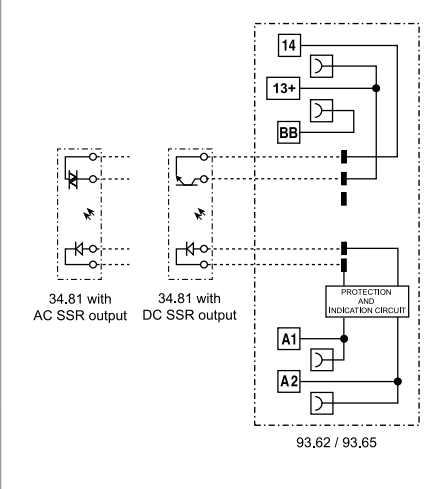 14
13+
BB
34.81 with
AC SSR output
34.81 with
DC SSR output
PROTECTION
AND
INDICATION CIRCUIT
A1
A2
93.62 / 93.65